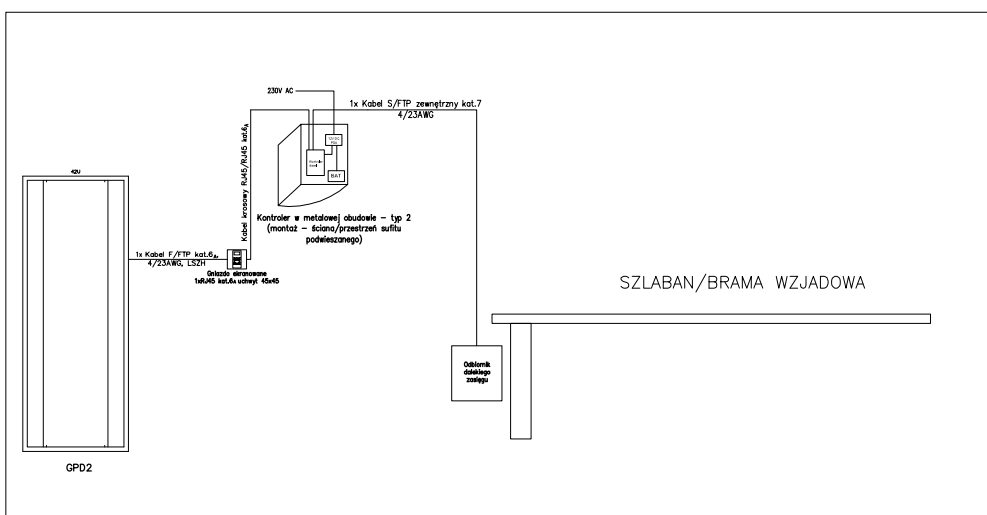 230V AC
1x Kabel S/FTP zewnętrzny kat.7
4/23AWG
Kabel krosowy RJ45/RJ45 kat.6A
BAT
42U
Kontroler w metalowej obudowie – typ 2
(montaż – ściana/przestrzeń sufitu
podwieszanego)
1x Kabel F/FTP kat.6A,
4/23AWG, LSZH
Gniazdo ekranowane
1xRJ45 kat.6A uchwyt 45x45
SZLABAN/BRAMA WZJADOWA
Odbiornik
dalekiego
zasięgu
GPD2